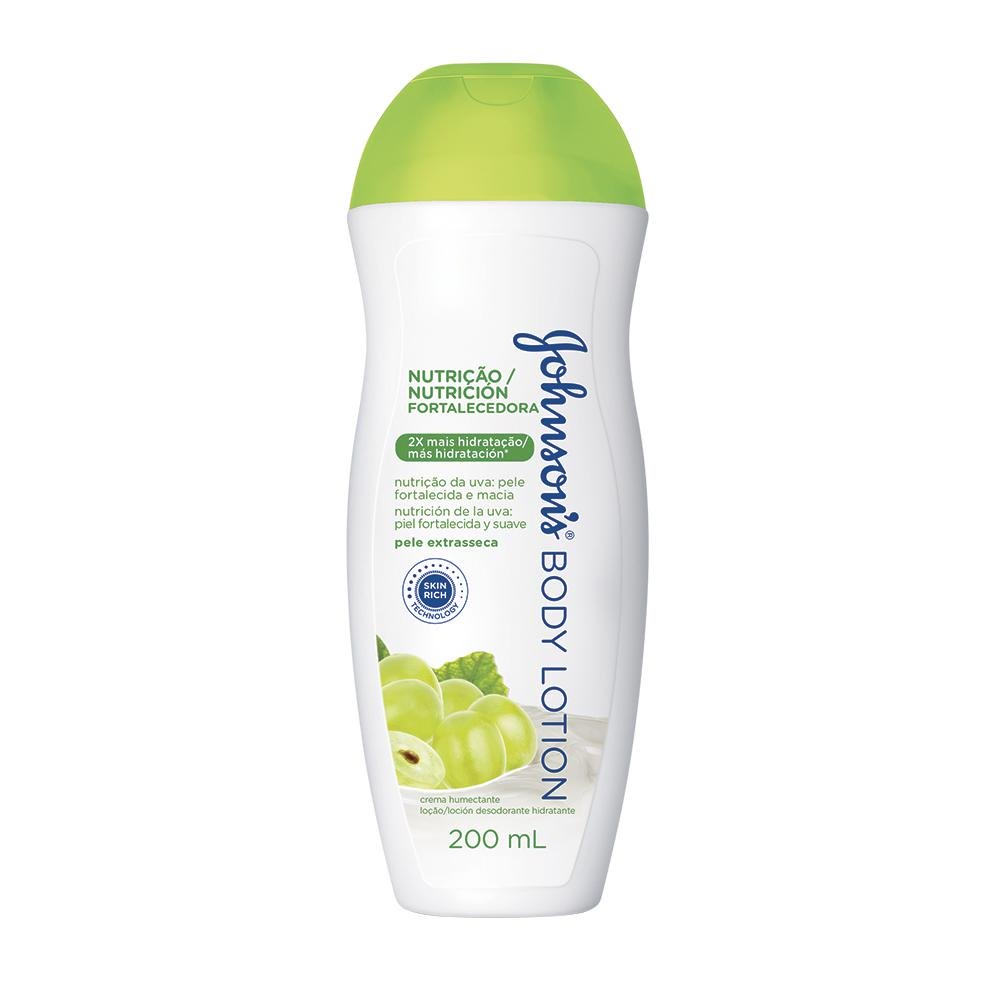 NUTRIÇÃO/
NUTRICIÓN
FORTALECEDORA
2X mais hidratação/
más hidratación*
nutrição da uva: pele
fortalecida e macia
nutrición de la uva:
piel fortalecida y suave
pele extrasseca
SKIN
RICH
TECHNOLOGY
Johnson's® BODY LOTION
crema humectante
loção/loción desodorante hidratante
200 mL